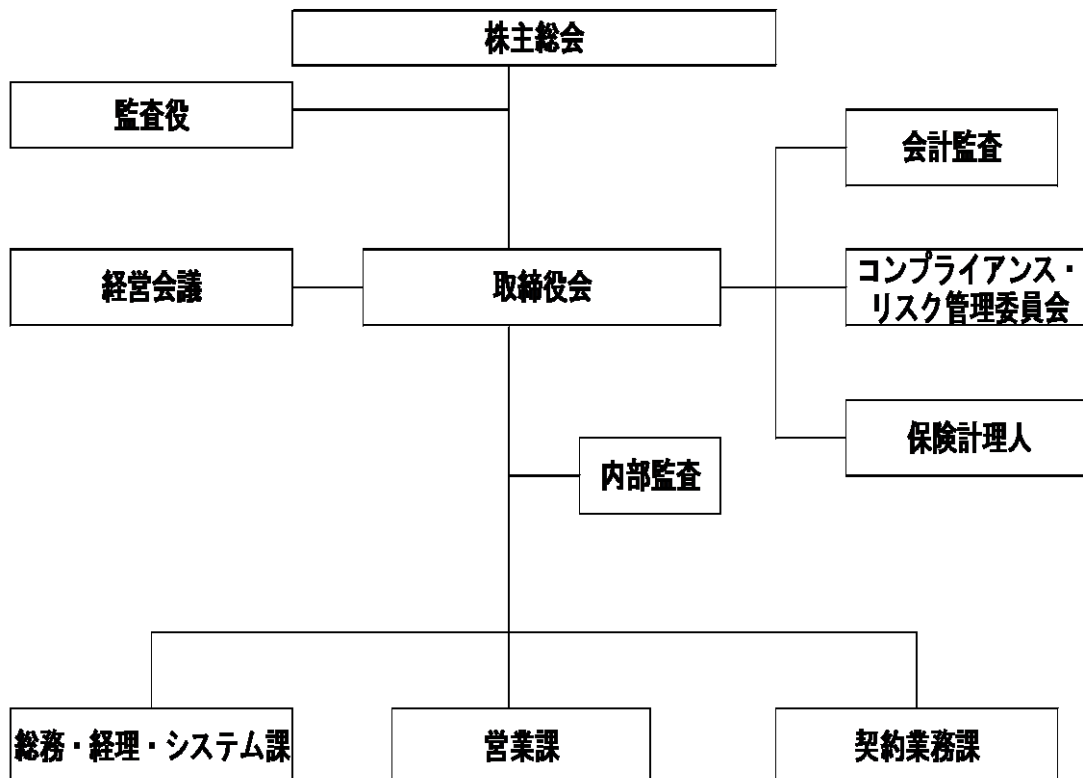 株主総会
監査役
会計監査
経営会議
取締役会
コンプライアンス・
リスク管理委員会
保険計理人
内部監査
総務・経理・システム課
営業課
契約業務課